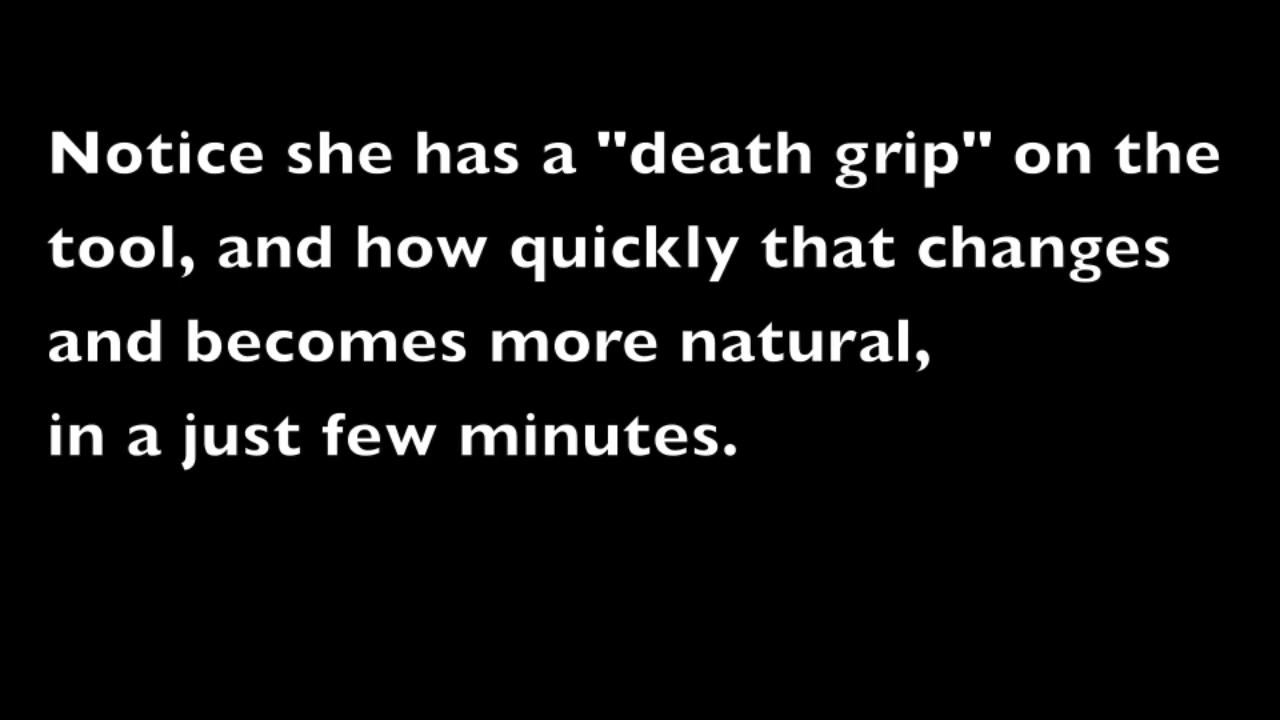 Notice she has a "death grip" on the
tool, and how quickly that changes
and becomes more natural,
in a just few minutes.